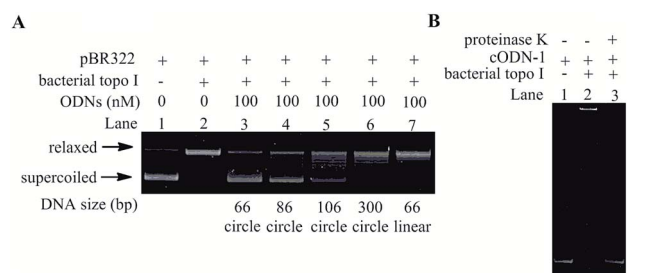 A
pBR322 + + + + + + +
bacterial topo I - + + + + + +
ODNs (nM) 0 0 100 100 100 100 100
Lane 1 2 3 4 5 6 7
relaxed
supercoiled
DNA size (bp) 66 86 106 300 66
circle circle circle circle linear
B
proteinase K - - +
cODN-1 + + +
bacterial topo I - + +
Lane 1 2 3